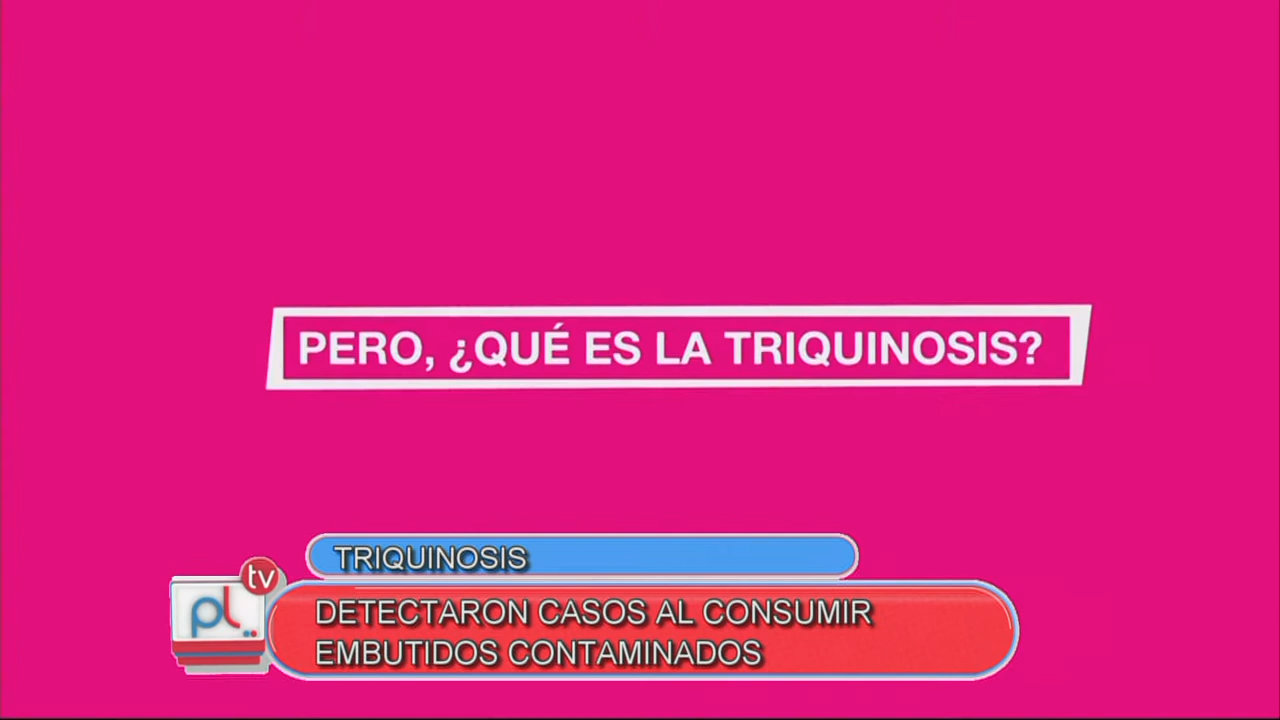 PERO, ¿QUÉ ES LA TRIQUINOSIS?
TRIQUINOSIS
tv
pl..
DETECTARON CASOS AL CONSUMIR
EMBUTIDOS CONTAMINADOS